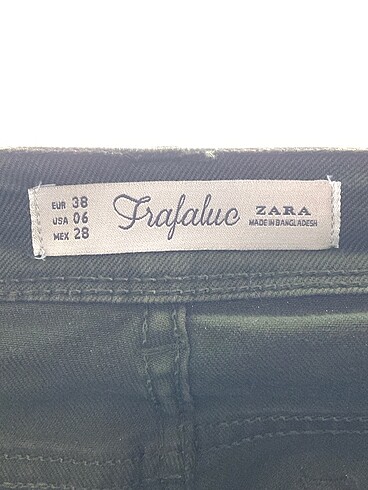 EUR 38
USA 06
MEX 28
Trafaluc
ZARA
MADE IN BANGLADESH